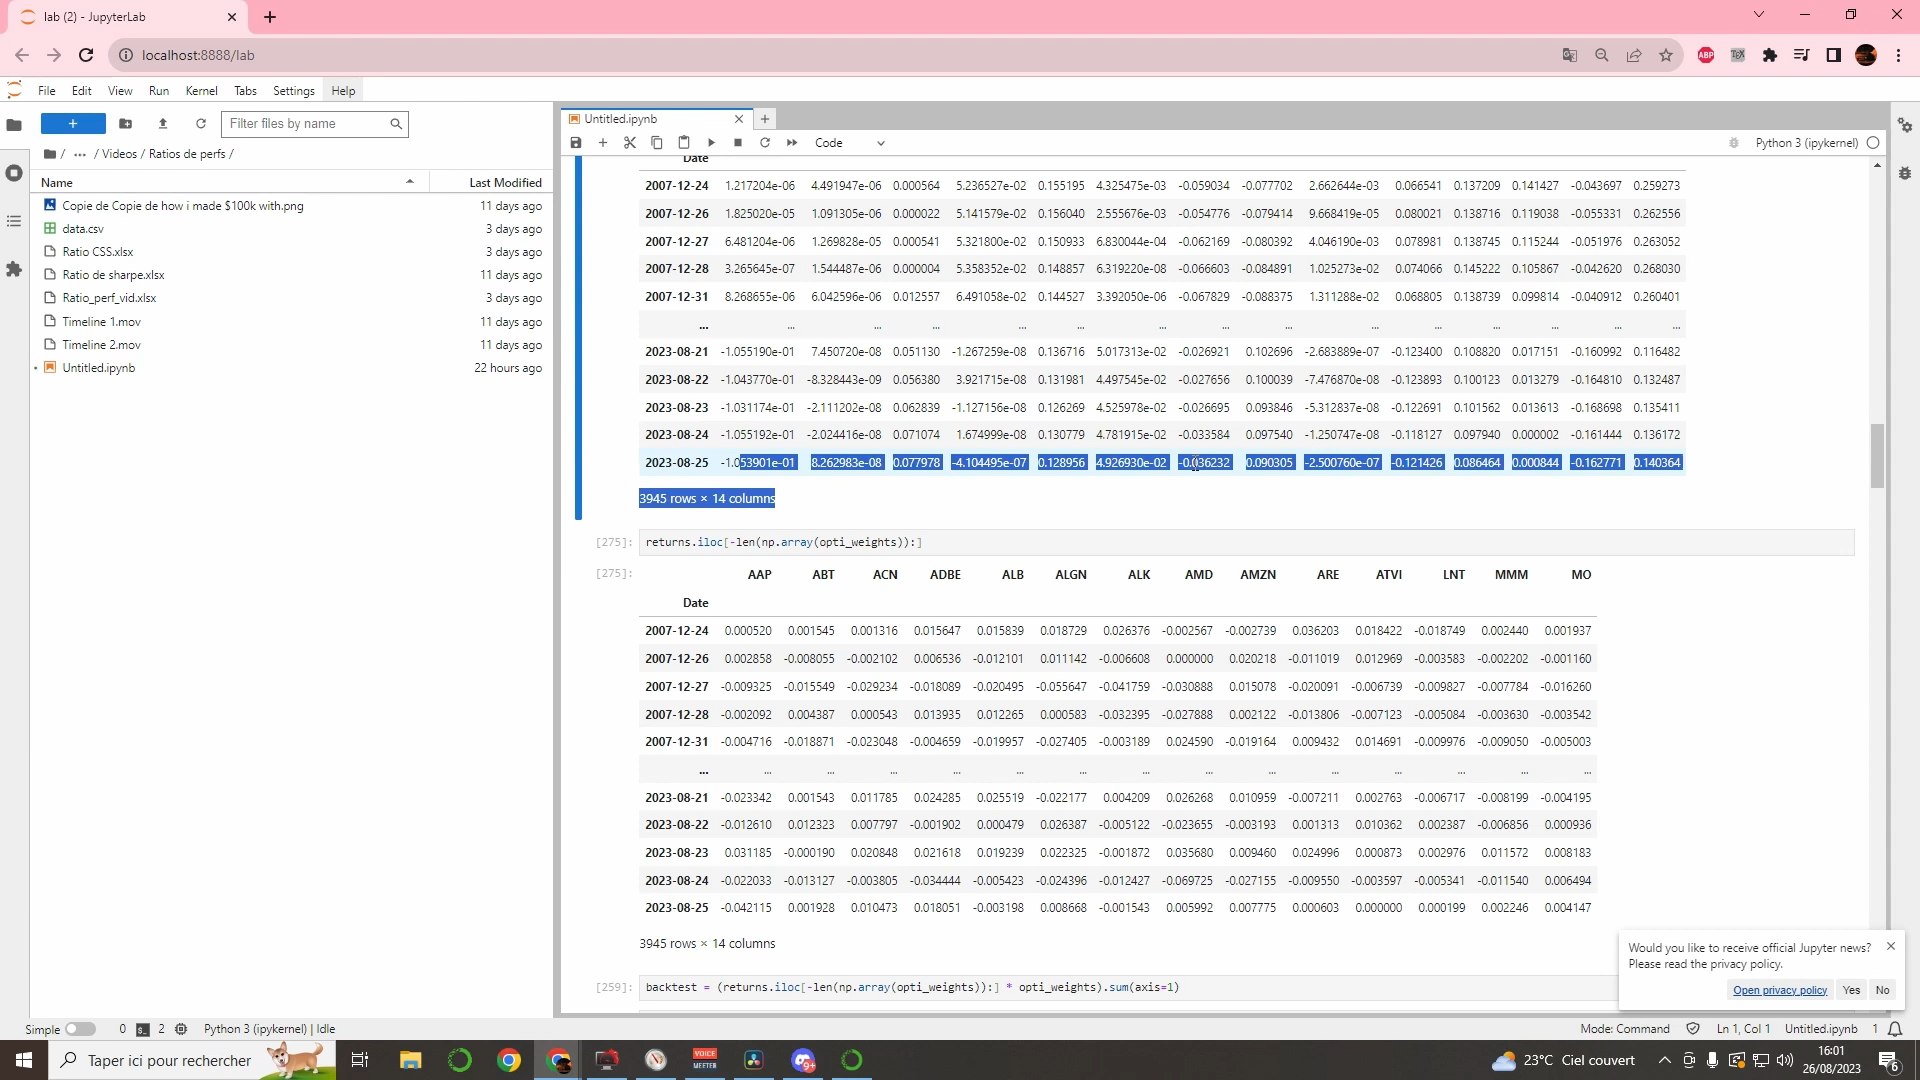 lab (2) - JupyterLab
localhost:8888/lab
File Edit View Run Kernel Tabs Settings Help
Filter files by name
/ ... / Videos / Ratios de perfs /
Name Last Modified
Copie de Copie de how i made $100k with.png 11 days ago
data.csv 3 days ago
Ratio CSS.xlsx 3 days ago
Ratio de sharpe.xlsx 11 days ago
Ratio_perf_vid.xlsx 3 days ago
Timeline 1.mov 11 days ago
Timeline 2.mov 11 days ago
Untitled.ipynb 22 hours ago
Untitled.ipynb
Code
Python 3 (ipykernel)
Date
2007-12-24 1.217204e-06 4.491947e-06 0.000564 5.236527e-02 0.155195 4.325475e-03 -0.059034 -0.077702 2.662644e-03 0.066541 0.137209 0.141427 -0.043697 0.259273
2007-12-26 1.825020e-05 1.091305e-06 0.000022 5.141579e-02 0.156040 2.555676e-03 -0.054776 -0.079414 9.668419e-05 0.080021 0.138716 0.119038 -0.055331 0.262556
2007-12-27 6.481204e-06 1.269828e-05 0.000541 5.321800e-02 0.150933 6.830044e-04 -0.062169 -0.080392 4.046190e-03 0.078981 0.138745 0.115244 -0.051976 0.263052
2007-12-28 3.265645e-07 1.544487e-06 0.000004 5.358352e-02 0.148857 6.319220e-08 -0.066603 -0.084891 1.025273e-02 0.074066 0.145222 0.105867 -0.042620 0.268030
2007-12-31 8.268655e-06 6.042596e-06 0.012557 6.491058e-02 0.144527 3.392050e-06 -0.067829 -0.088375 1.311288e-02 0.068805 0.138739 0.099814 -0.040912 0.260401
... ... ... ... ... ... ... ... ... ... ... ... ... ... ...
2023-08-21 -1.055190e-01 7.450720e-08 0.051130 -1.267259e-08 0.136716 5.017313e-02 -0.026921 0.102696 -2.683889e-07 -0.123400 0.108820 0.017151 -0.160992 0.116482
2023-08-22 -1.043770e-01 -8.328443e-09 0.056380 3.921715e-08 0.131981 4.497545e-02 -0.027656 0.100039 -7.476870e-08 -0.123893 0.100123 0.013279 -0.164810 0.132487
2023-08-23 -1.031174e-01 -2.111202e-08 0.062839 -1.127156e-08 0.126269 4.525978e-02 -0.026695 0.093846 -5.312837e-08 -0.122691 0.101562 0.013613 -0.168698 0.135411
2023-08-24 -1.055192e-01 -2.024416e-08 0.071074 1.674999e-08 0.130779 4.781915e-02 -0.033584 0.097540 -1.250747e-08 -0.118127 0.097940 0.000002 -0.161444 0.136172
2023-08-25 -1.053901e-01 8.262983e-08 0.077978 -4.104495e-07 0.128956 4.926930e-02 -0.036232 0.090305 -2.500760e-07 -0.121426 0.086464 0.000844 -0.162771 0.140364
3945 rows × 14 columns
[275]: returns.iloc[-len(np.array(opti_weights)):]
[275]: AAP ABT ACN ADBE ALB ALGN ALK AMD AMZN ARE ATVI LNT MMM MO
Date
2007-12-24 0.000520 0.001545 0.001316 0.015647 0.015839 0.018729 0.026376 -0.002567 -0.002739 0.036203 0.018422 -0.018749 0.002440 0.001937
2007-12-26 0.002858 -0.008055 -0.002102 0.006536 -0.012101 0.011142 -0.006608 0.000000 0.020218 -0.011019 0.012969 -0.003583 -0.002202 -0.001160
2007-12-27 -0.009325 -0.015549 -0.029234 -0.018089 -0.020495 -0.055647 -0.041759 -0.030888 0.015078 -0.020091 -0.006739 -0.009827 -0.007784 -0.016260
2007-12-28 -0.002092 0.004387 0.000543 0.013935 0.012265 0.000583 -0.032395 -0.027888 0.002122 -0.013806 -0.007123 -0.005084 -0.003630 -0.003542
2007-12-31 -0.004716 -0.018871 -0.023048 -0.004659 -0.019957 -0.027405 -0.003189 0.024590 -0.019164 0.009432 0.014691 -0.009976 -0.009050 -0.005003
... ... ... ... ... ... ... ... ... ... ... ... ... ... ...
2023-08-21 -0.023342 0.001543 0.011785 0.024285 0.025519 -0.022177 0.004209 0.026268 0.010959 -0.007211 0.002763 -0.006717 -0.008199 -0.004195
2023-08-22 -0.012610 0.012323 0.007797 -0.001902 0.000479 0.026387 -0.005122 -0.023655 -0.003193 0.001313 0.010362 0.002387 -0.006856 0.000936
2023-08-23 0.031185 -0.000190 0.020848 0.021618 0.019239 0.022325 -0.001872 0.035680 0.009460 0.024996 0.000873 0.002976 0.011572 0.008183
2023-08-24 -0.022033 -0.013127 -0.003805 -0.034444 -0.005423 -0.024396 -0.012427 -0.069725 -0.027155 -0.009550 -0.003597 -0.005341 -0.011540 0.006494
2023-08-25 -0.042115 0.001928 0.010473 0.018051 -0.003198 0.008668 -0.001543 0.005992 0.007775 0.000603 0.000000 0.000199 0.002246 0.004147
3945 rows × 14 columns
[259]: backtest = (returns.iloc[-len(np.array(opti_weights)):] * opti_weights).sum(axis=1)
Would you like to receive official Jupyter news?
Please read the privacy policy.
Open privacy policy Yes No
Simple 0 2 Python 3 (ipykernel) | Idle Mode: Command Ln 1, Col 1 Untitled.ipynb 1
Taper ici pour rechercher
VOICE
MEETER
23°C Ciel couvert
16:01
26/08/2023